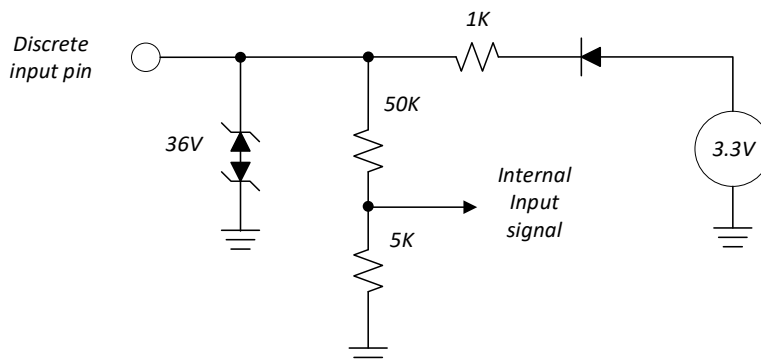 1K
Discrete
input pin
50K
36V
3.3V
Internal
Input
signal
5K